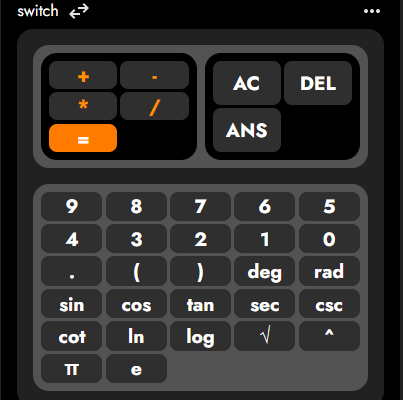 switch
+ - AC DEL
* / ANS
=
9 8 7 6 5
4 3 2 1 0
. ( ) deg rad
sin cos tan sec csc
cot ln log √ ^
π e